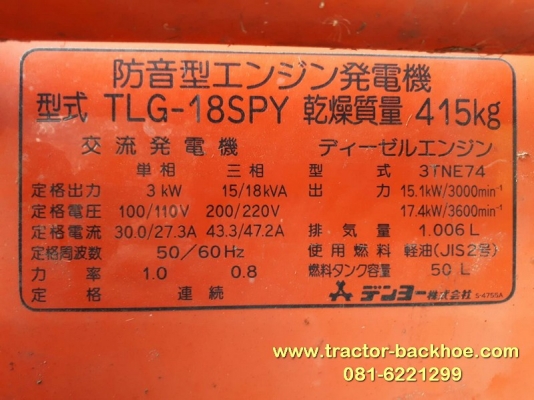 防音型エンジン発電機
型式 TLG-18SPY 乾燥質量 415kg
交流発電機 ディーゼルエンジン
単相 三相 型式 3TNE74
定格出力 3kW 15/18kVA 出力 15.1kW/3000min⁻¹
定格電圧 100/110V 200/220V 17.4kW/3600min⁻¹
定格電流 30.0/27.3A 43.3/47.2A 排気量 1.006L
定格周波数 50/60Hz 使用燃料 軽油(JIS2号)
力率 1.0 0.8 燃料タンク容量 50L
定格 連続 デンヨー株式会社
www.tractor-backhoe.com
081-6221299